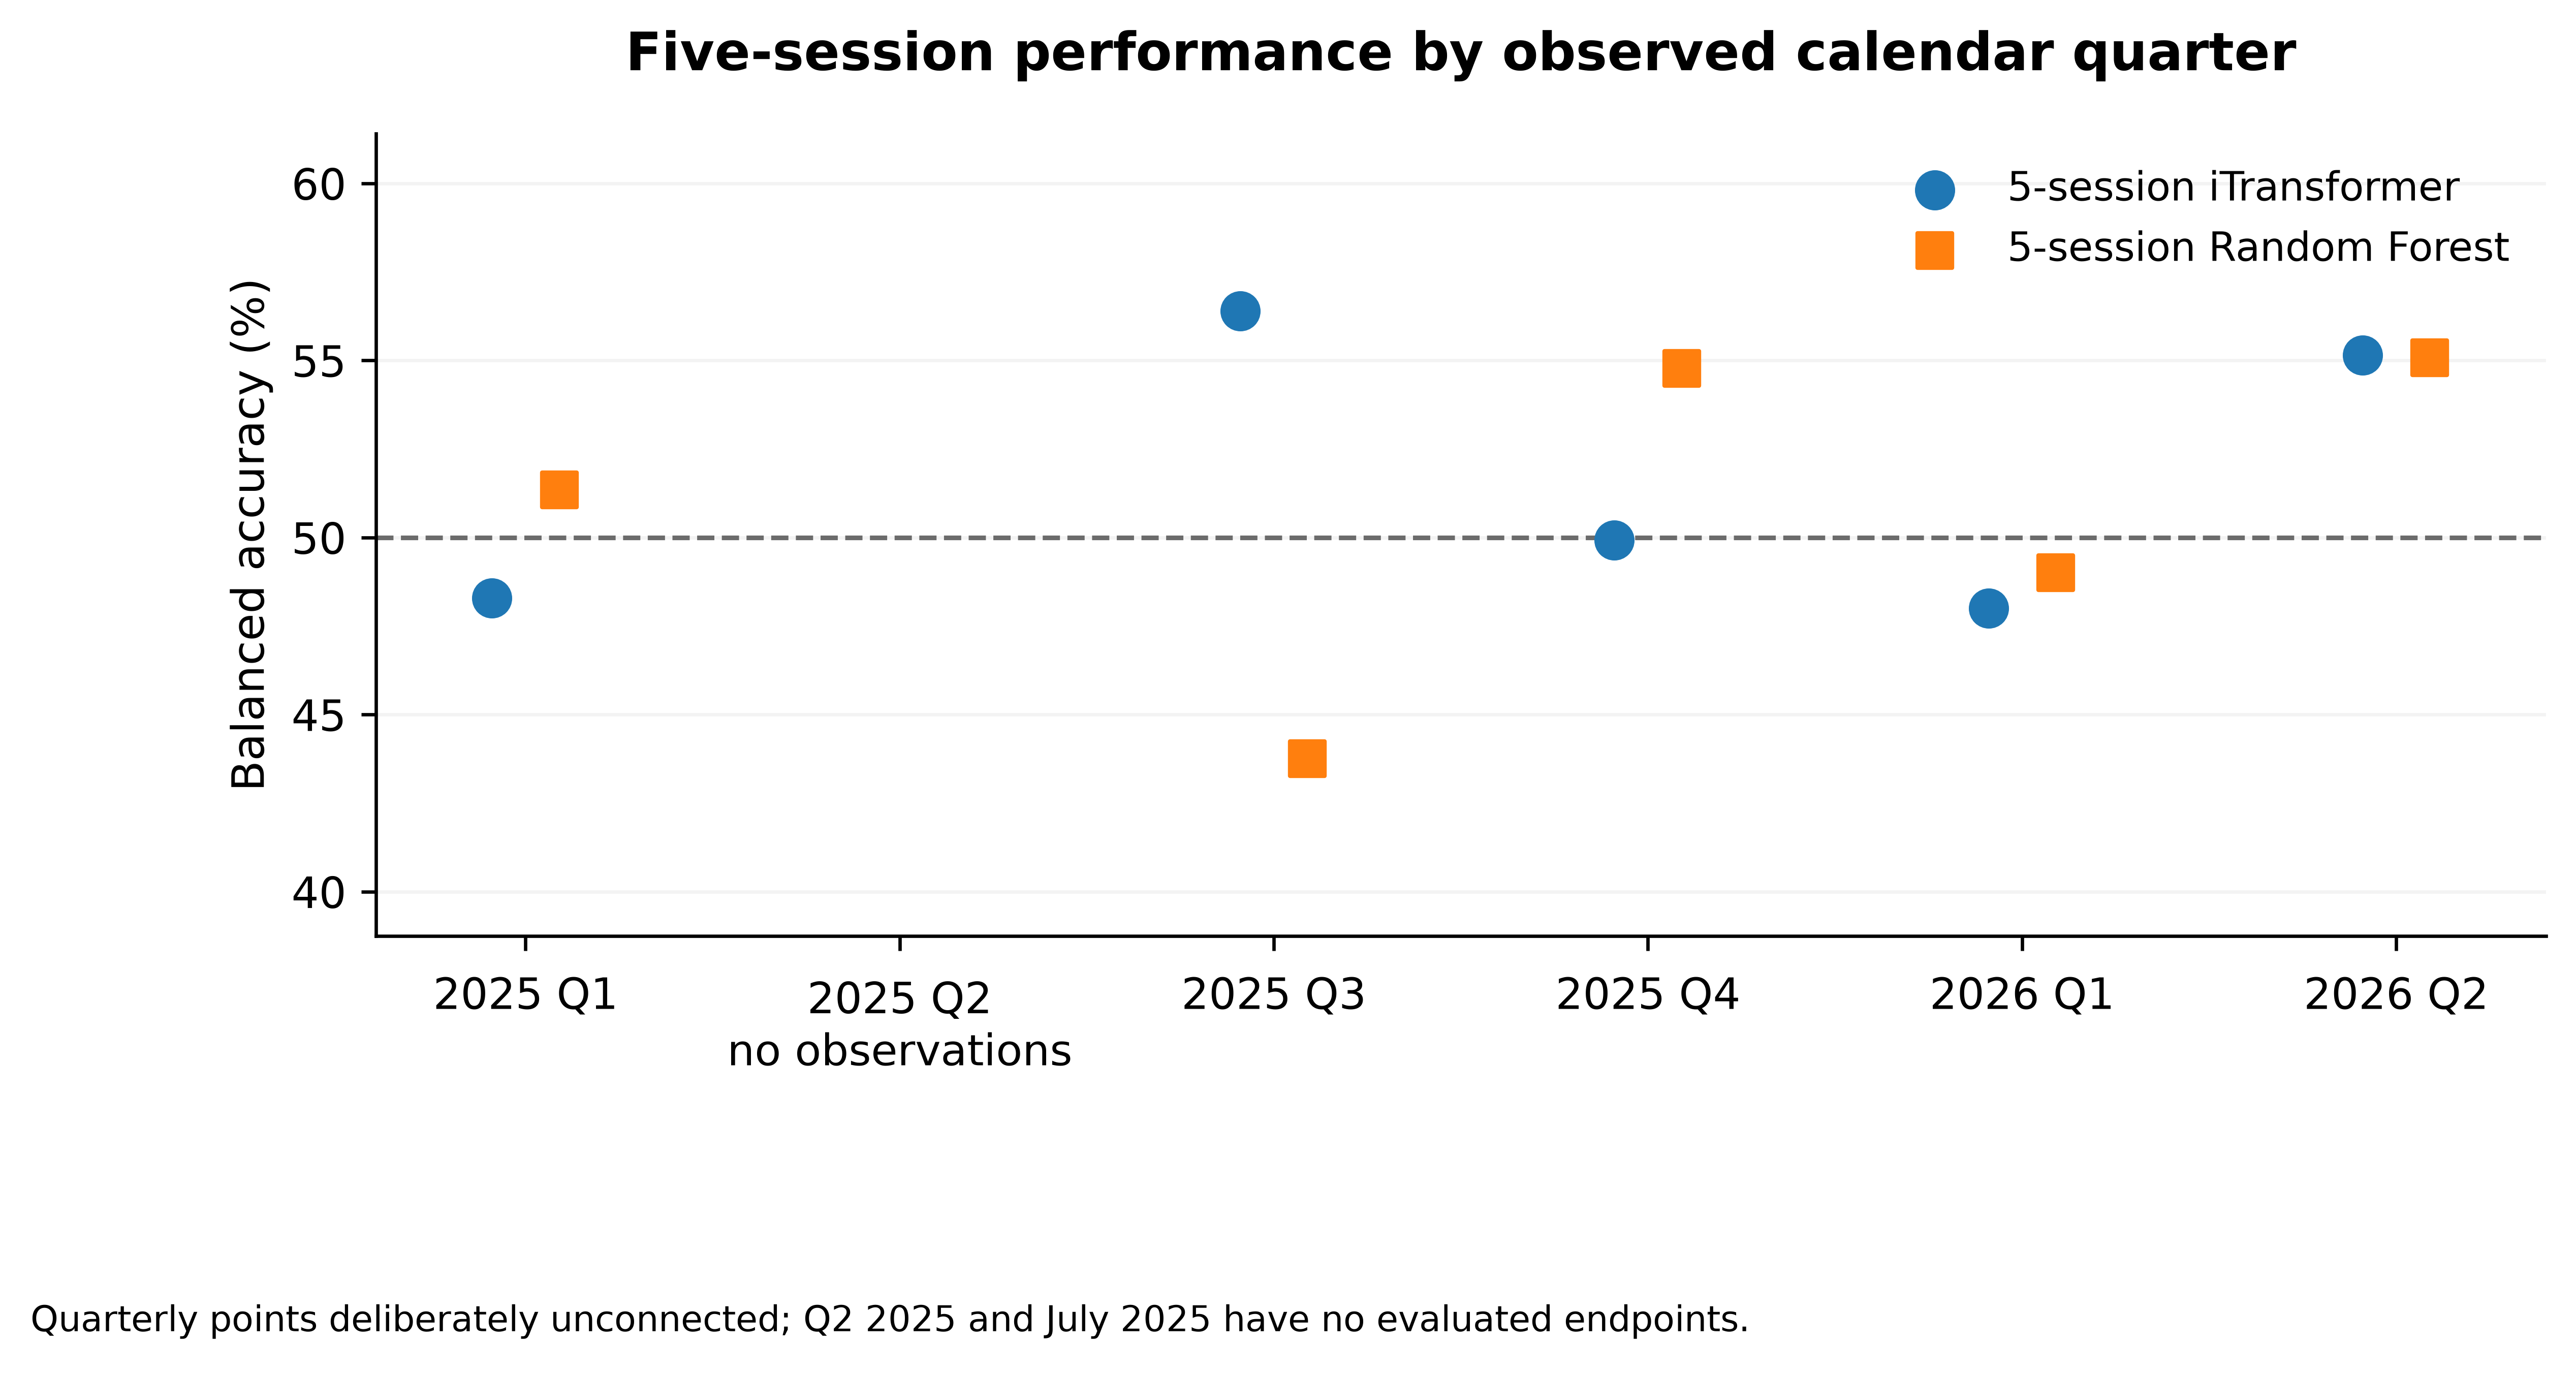 Five-session performance by observed calendar quarter
60
55
50
45
40
Balanced accuracy (%)
5-session iTransformer
5-session Random Forest
2025 Q1
2025 Q2
no observations
2025 Q3
2025 Q4
2026 Q1
2026 Q2
Quarterly points deliberately unconnected; Q2 2025 and July 2025 have no evaluated endpoints.